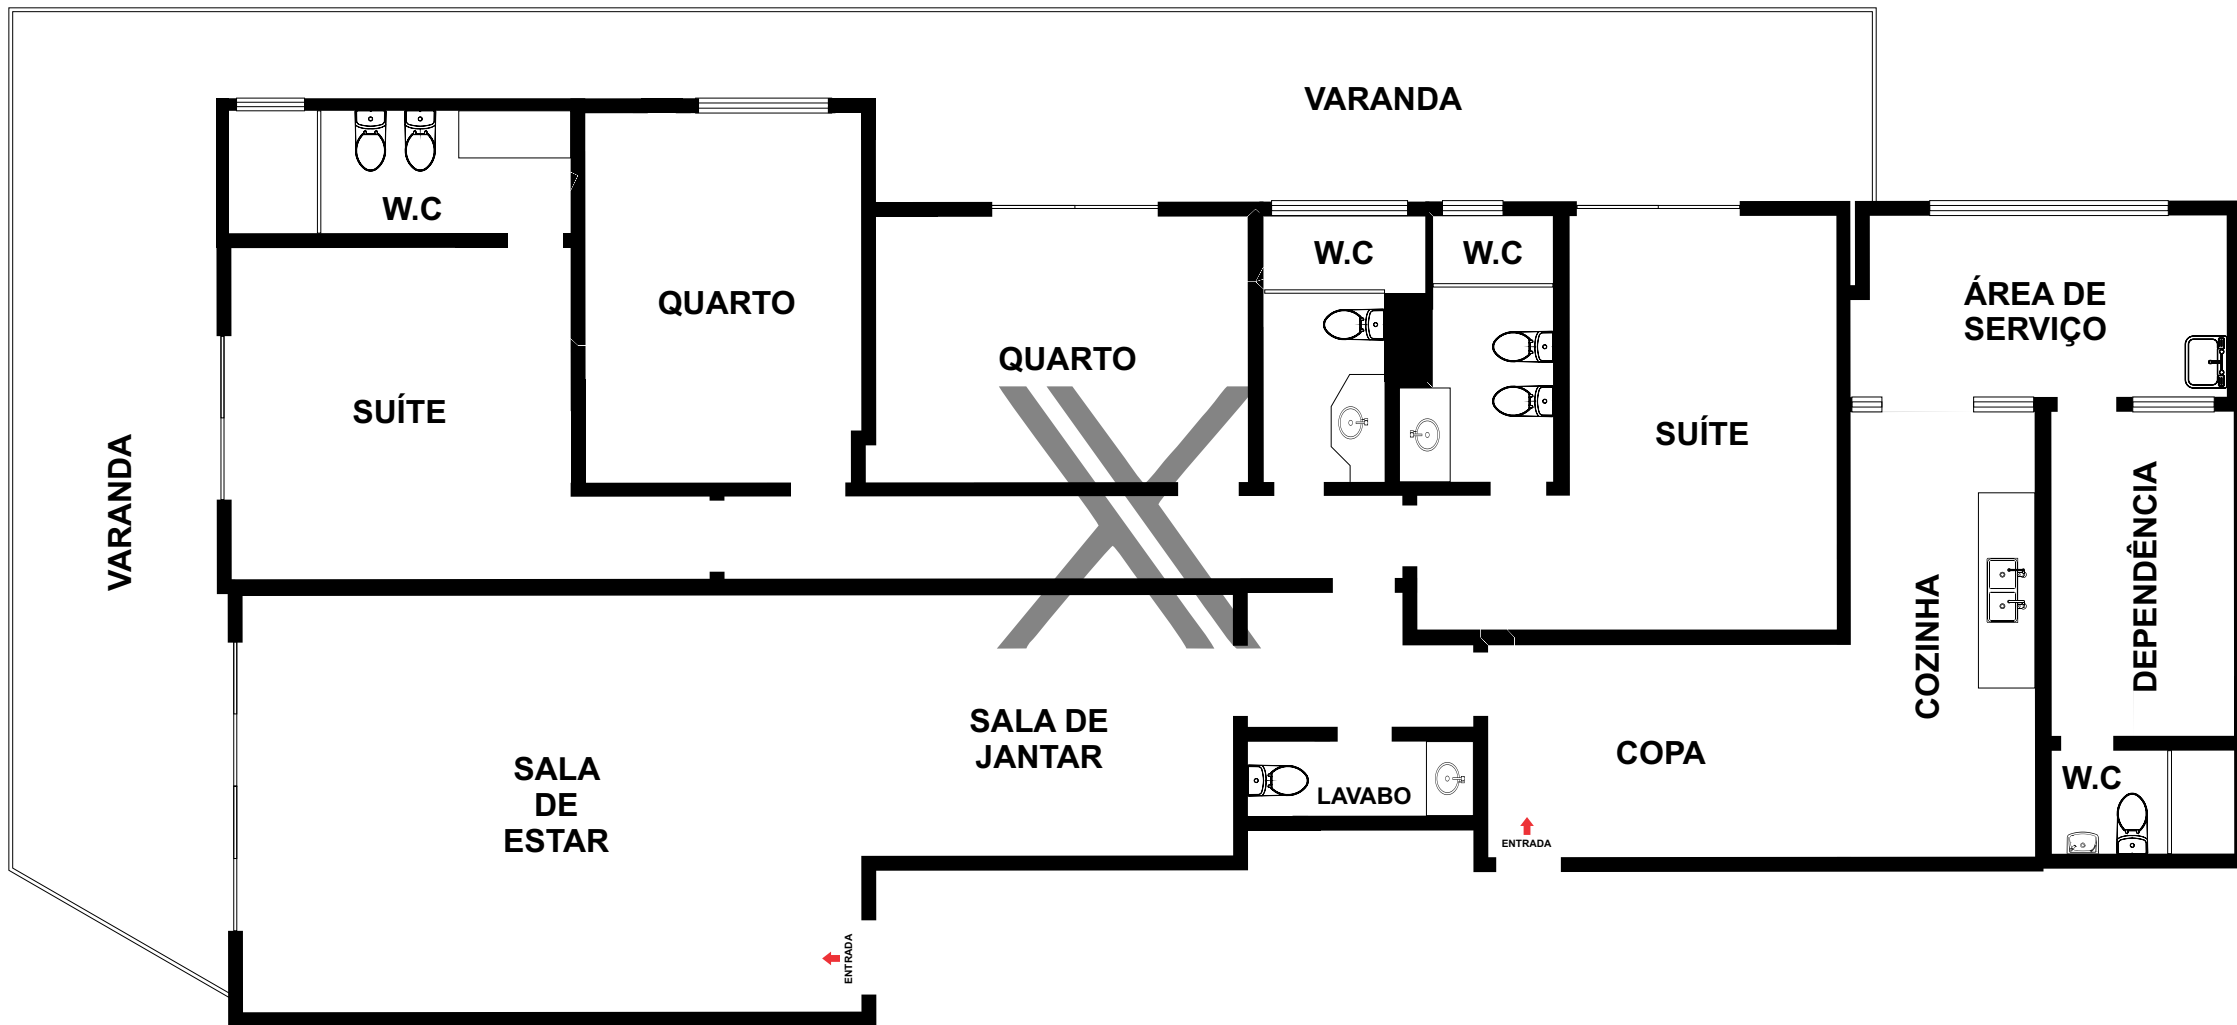 VARANDA
W.C
W.C
W.C
QUARTO
ÁREA DE
SERVIÇO
QUARTO
SUÍTE
SUÍTE
VARANDA
DEPENDÊNCIA
COZINHA
SALA DE
JANTAR
COPA
SALA
DE
ESTAR
LAVABO
W.C
ENTRADA
ENTRADA